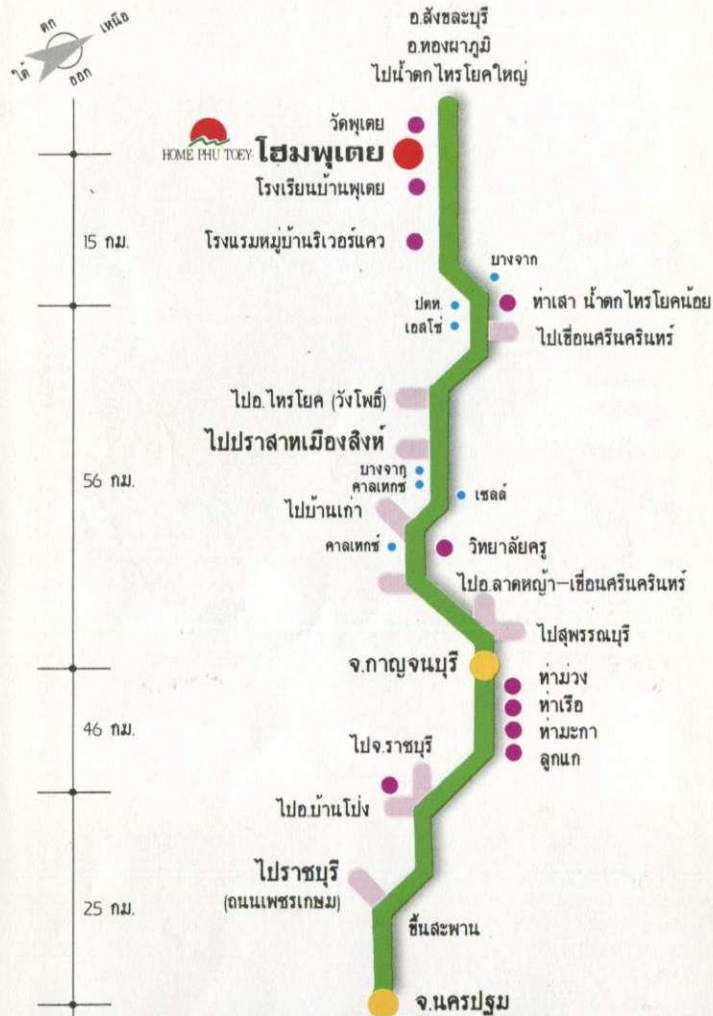 อ.สังขละบุรี
อ.ทองผาภูมิ
ไปน้ำตกไทรโยคใหญ่
ตก
เหนือ
ใต้
ออก
วัดพุเตย
HOME PHU TOEY โฮมพุเตย
โรงเรียนบ้านพุเตย
15 กม.
โรงแรมหมู่บ้านริเวอร์แคว
บางจาก
ปตท.
ท่าเสา น้ำตกไทรโยคน้อย
เอสโซ่
ไปเขื่อนศรีนครินทร์
ไปอ.ไทรโยค (วังโพธิ์)
ไปปราสาทเมืองสิงห์
บางจาก
คาลเทกซ์
56 กม.
เชลล์
ไปบ้านเก่า
คาลเทกซ์
วิทยาลัยครู
ไปอ.ลาดหญ้า–เขื่อนศรีนครินทร์
ไปสุพรรณบุรี
จ.กาญจนบุรี
ท่าม่วง
ท่าเรือ
46 กม.
ท่ามะกา
ลูกแก
ไปจ.ราชบุรี
ไปอ.บ้านโป่ง
ไปราชบุรี
(ถนนเพชรเกษม)
25 กม.
ขึ้นสะพาน
จ.นครปฐม